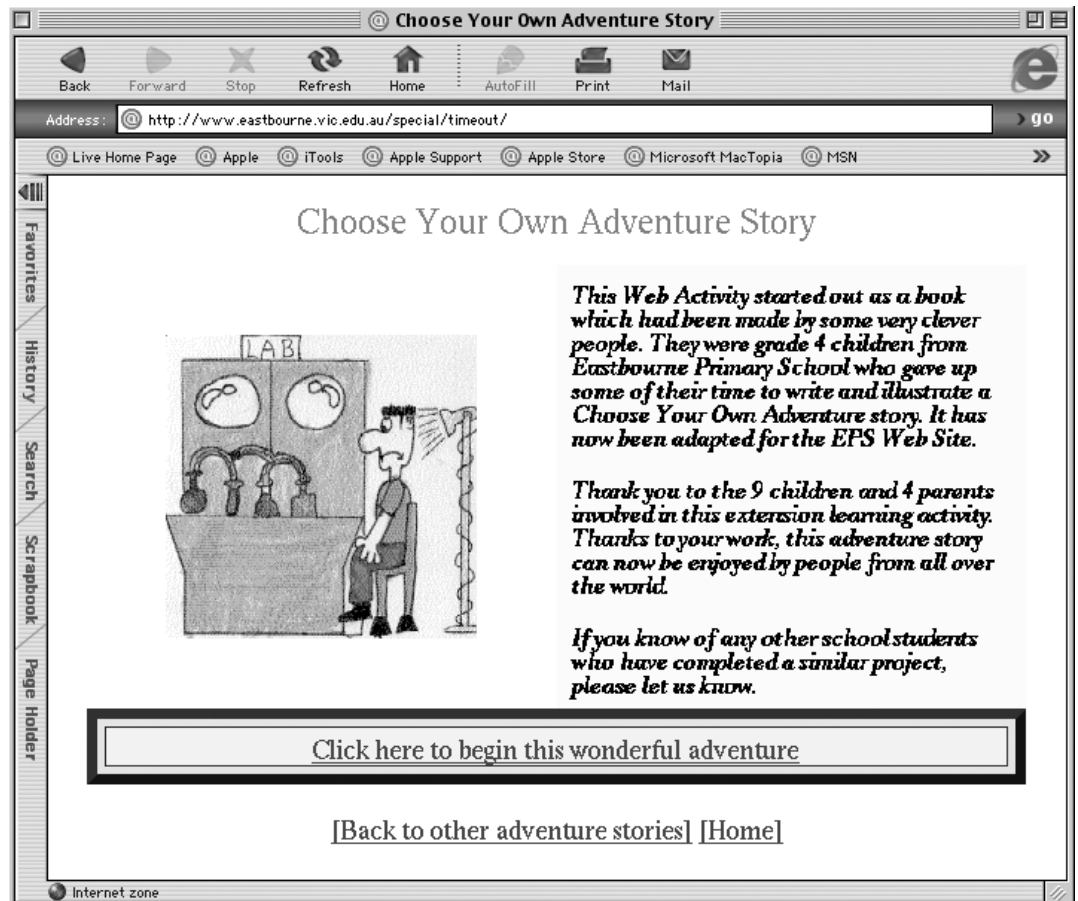 Choose Your Own Adventure Story
Back Forward Stop Refresh Home AutoFill Print Mail
Address: http://www.eastbourne.vic.edu.au/special/timeout/ go
Live Home Page Apple iTools Apple Support Apple Store Microsoft MacTopia MSN
Favorites
History
Search
Scrapbook
Page Holder
Choose Your Own Adventure Story
LAB
This Web Activity started out as a book
which had been made by some very clever
people. They were grade 4 children from
Eastbourne Primary School who gave up
some of their time to write and illustrate a
Choose Your Own Adventure story. It has
now been adapted for the EPS Web Site.
Thank you to the 9 children and 4 parents
involved in this extension learning activity.
Thanks to your work, this adventure story
can now be enjoyed by people from all over
the world.
If you know of any other school students
who have completed a similar project,
please let us know.
Click here to begin this wonderful adventure
[Back to other adventure stories] [Home]
Internet zone